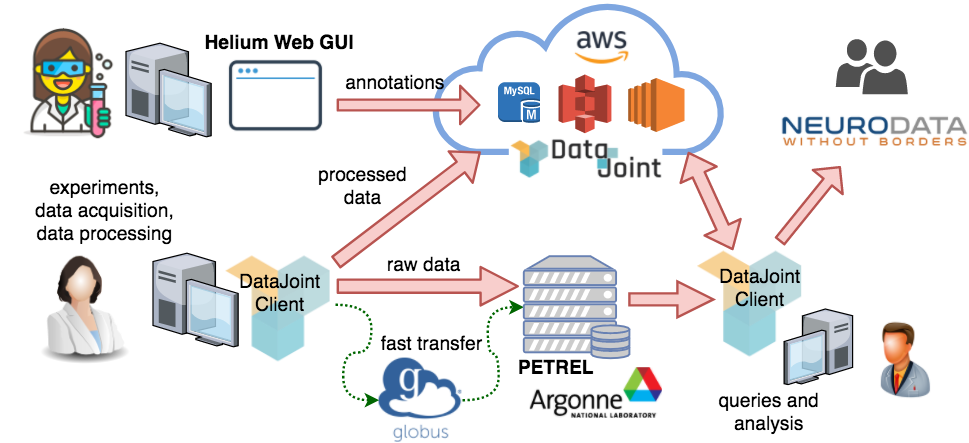 Helium Web GUI
annotations
aws
MySQL
M
DataJoint
NEURODATA
WITHOUT BORDERS
experiments,
data acquisition,
data processing
processed
data
DataJoint
Client
raw data
fast transfer
g
globus
PETREL
Argonne
NATIONAL LABORATORY
DataJoint
Client
queries and
analysis